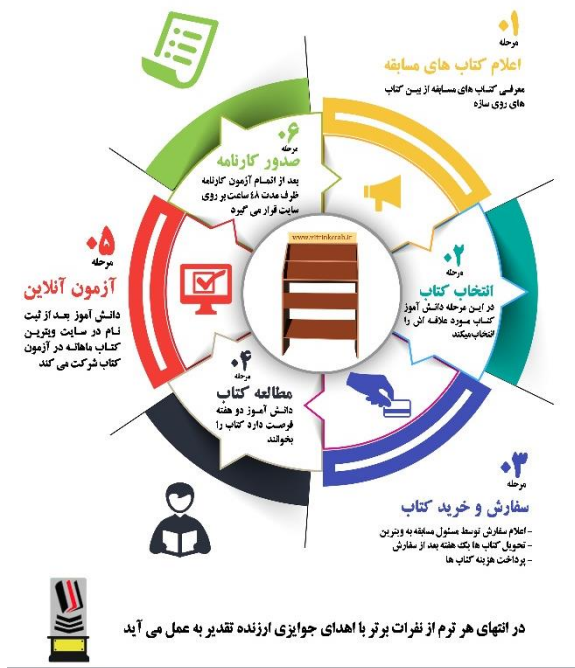 ۰۱
مرحله
اعلام کتاب های مسابقه
معرفی کتاب های مسابقه از بین کتاب
های روی سازه
۰۲
مرحله
انتخاب کتاب
در این مرحله دانش آموز
کتاب مورد علاقه اش را
انتخاب میکند
۰۳
مرحله
سفارش و خرید کتاب
- اعلام سفارش توسط مسئول مسابقه به ویترین
- تحویل کتاب ها یک هفته بعد از سفارش
- پرداخت هزینه کتاب ها
۰۴
مرحله
مطالعه کتاب
دانش آموز دو هفته
فرصت دارد کتاب را
بخوانند
۰۵
مرحله
آزمون آنلاین
دانش آموز بعد از ثبت
نام در سایت ویترین
کتاب ماهانه در آزمون
کتاب شرکت می کند
۰۶
مرحله
صدور کارنامه
بعد از اتمام آزمون کارنامه
ظرف مدت ۴۸ ساعت بر روی
سایت قرار می گیرد
در انتهای هر ترم از نفرات برتر با اهدای جوایزی ارزنده تقدیر به عمل می آید